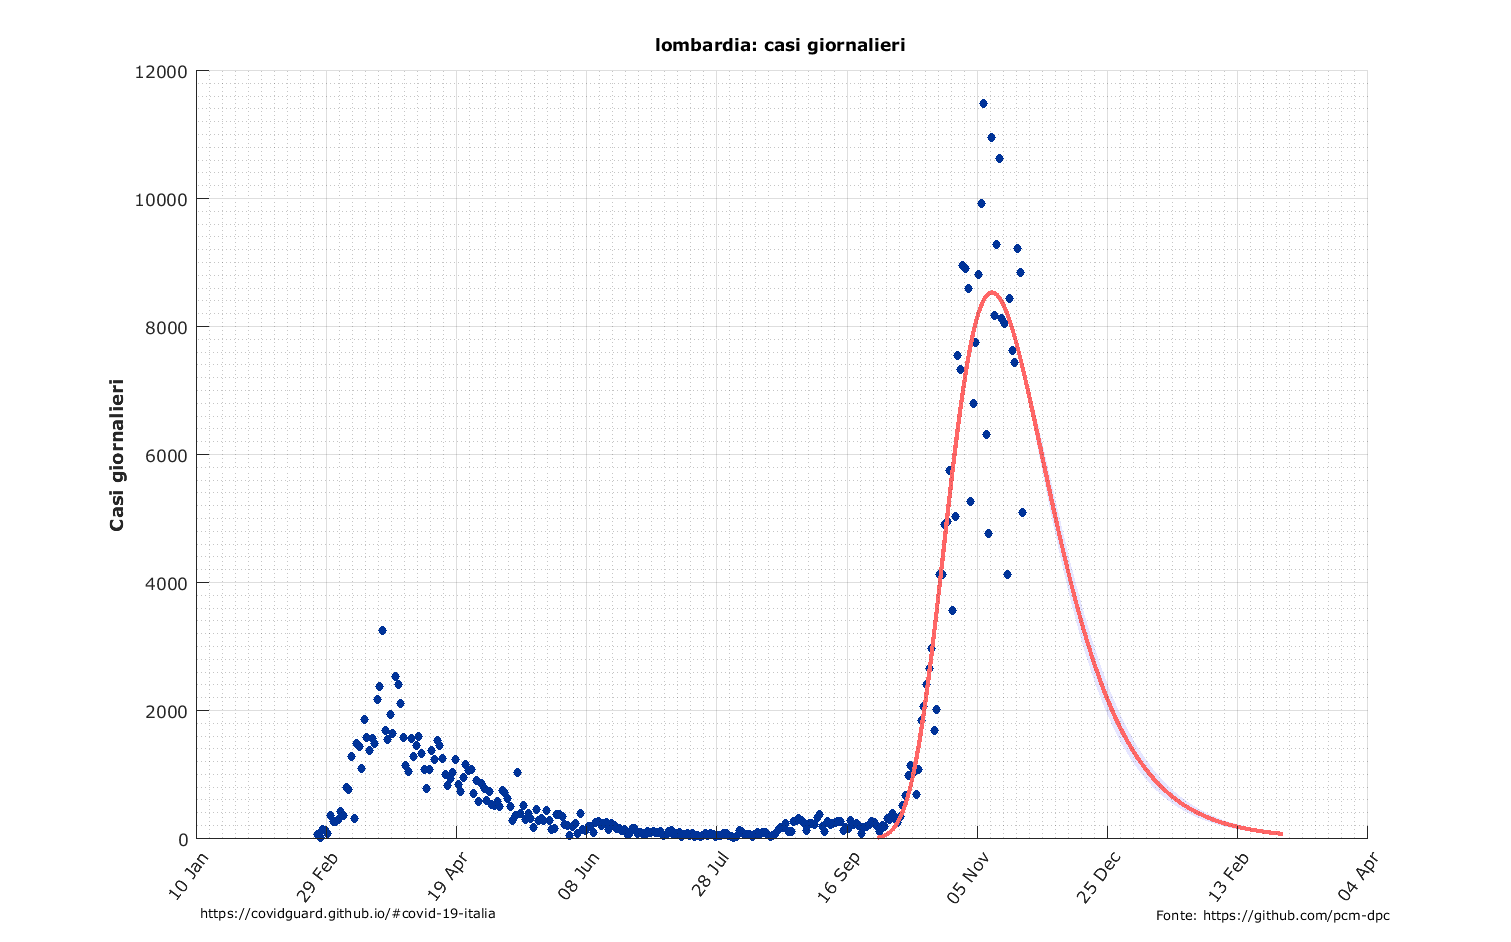 lombardia: casi giornalieri
12000
10000
8000
6000
4000
2000
0
Casi giornalieri
10 Jan
29 Feb
19 Apr
08 Jun
28 Jul
16 Sep
05 Nov
25 Dec
13 Feb
04 Apr
https://covidguard.github.io/#covid-19-italia
Fonte: https://github.com/pcm-dpc